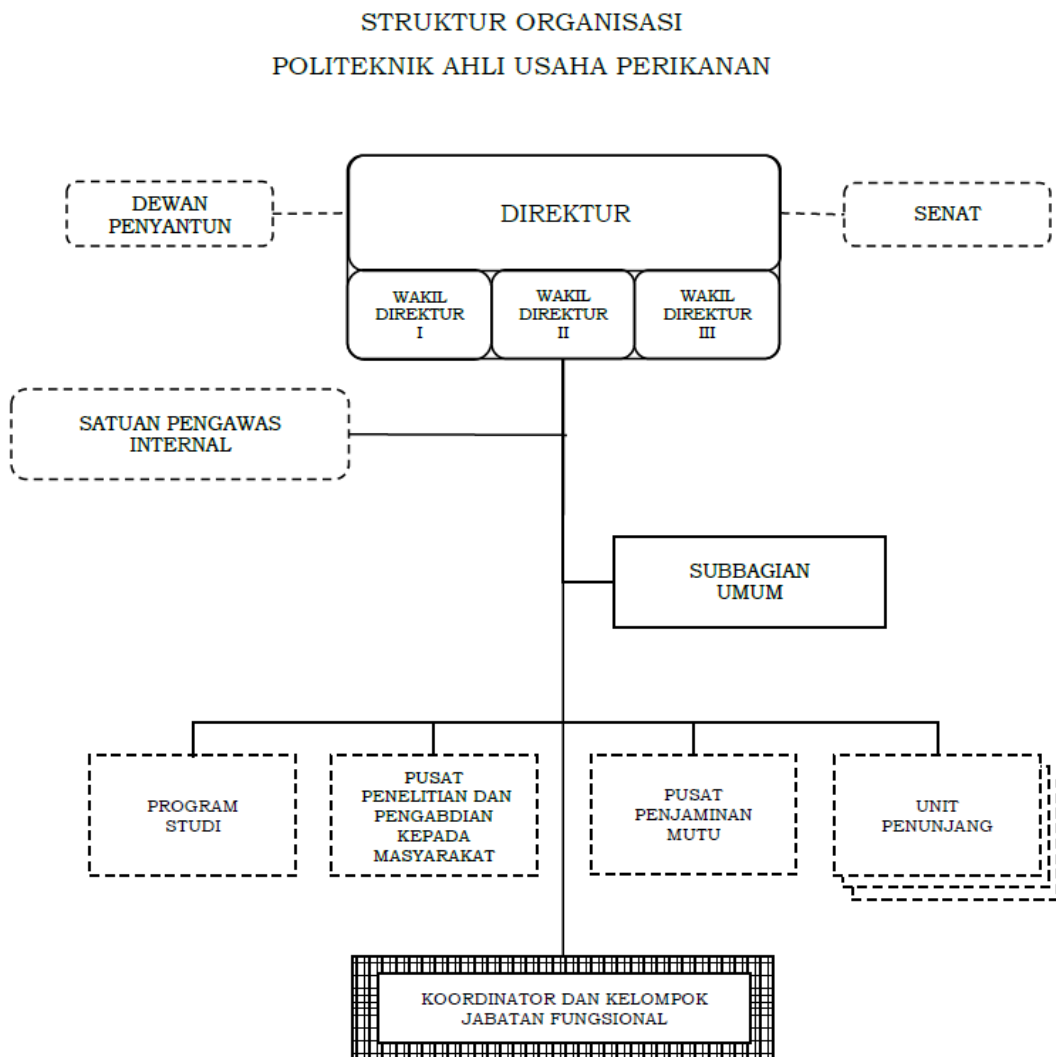 STRUKTUR ORGANISASI
POLITEKNIK AHLI USAHA PERIKANAN
DEWAN
PENYANTUN
DIREKTUR
SENAT
WAKIL
DIREKTUR
I
WAKIL
DIREKTUR
II
WAKIL
DIREKTUR
III
SATUAN PENGAWAS
INTERNAL
SUBBAGIAN
UMUM
PROGRAM
STUDI
PUSAT
PENELITIAN DAN
PENGABDIAN
KEPADA
MASYARAKAT
PUSAT
PENJAMINAN
MUTU
UNIT
PENUNJANG
KOORDINATOR DAN KELOMPOK
JABATAN FUNGSIONAL